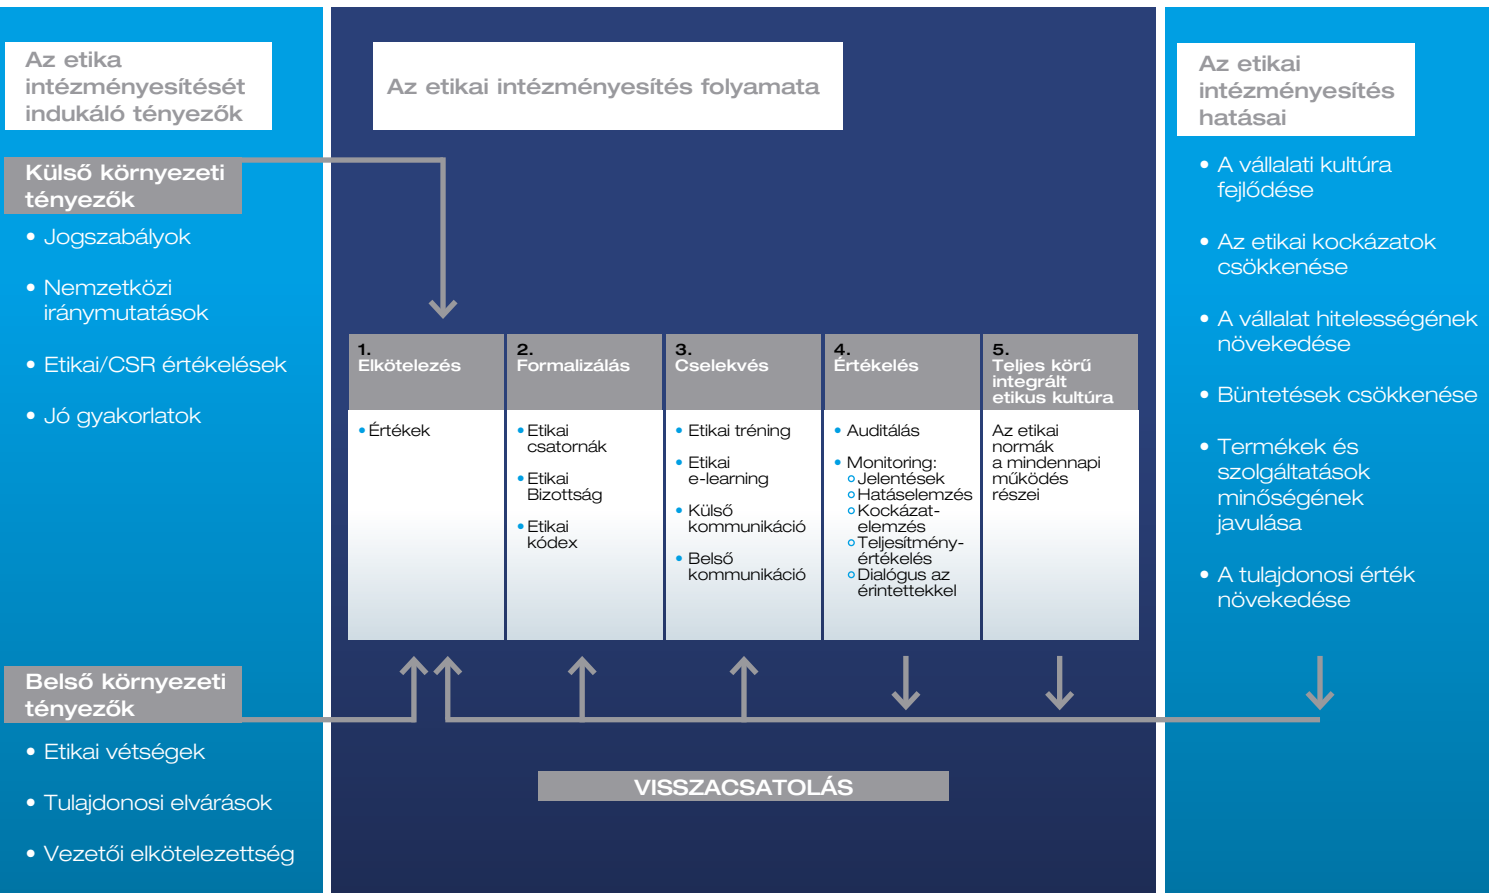 Az etika
intézményesítését
indukáló tényezők
Külső környezeti
tényezők
• Jogszabályok
• Nemzetközi
iránymutatások
• Etikai/CSR értékelések
• Jó gyakorlatok
Belső környezeti
tényezők
• Etikai vétségek
• Tulajdonosi elvárások
• Vezetői elkötelezettség
Az etikai intézményesítés folyamata
1.
Elkötelezés
• Értékek
2.
Formalizálás
• Etikai
csatornák
• Etikai
Bizottság
• Etikai
kódex
3.
Cselekvés
• Etikai tréning
• Etikai
e-learning
• Külső
kommunikáció
• Belső
kommunikáció
4.
Értékelés
• Auditálás
• Monitoring:
Jelentések
Hatáselemzés
Kockázat-
elemzés
Teljesítmény-
értékelés
Dialógus az
érintettekkel
5.
Teljes körű
integrált
etikus kultúra
Az etikai
normák
a mindennapi
működés
részei
VISSZACSATOLÁS
Az etikai
intézményesítés
hatásai
• A vállalati kultúra
fejlődése
• Az etikai kockázatok
csökkenése
• A vállalat hitelességének
növekedése
• Büntetések csökkenése
• Termékek és
szolgáltatások
minőségének
javulása
• A tulajdonosi érték
növekedése